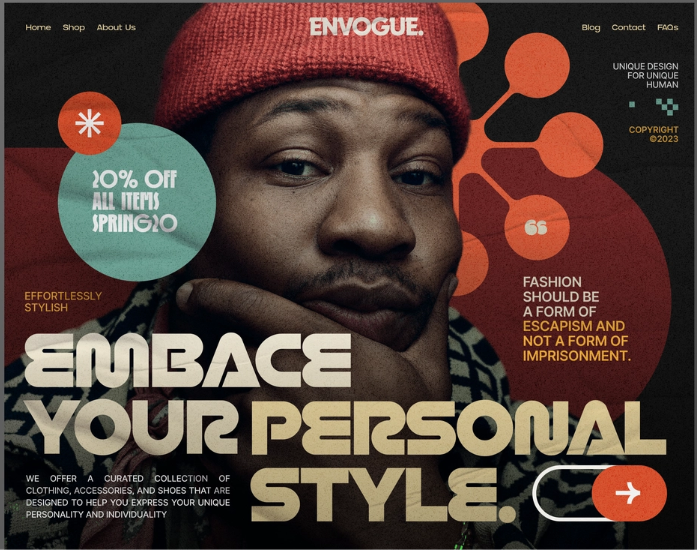 Home Shop About Us
ENVOGUE.
Blog Contact FAQs
UNIQUE DESIGN
FOR UNIQUE
HUMAN
COPYRIGHT
©2023
20% OFF
ALL ITEMS
SPRING20
“
FASHION
SHOULD BE
A FORM OF
ESCAPISM AND
NOT A FORM OF
IMPRISONMENT.
EFFORTLESSLY
STYLISH
EMBACE
YOUR PERSONAL
STYLE.
WE OFFER A CURATED COLLECTION OF
CLOTHING, ACCESSORIES, AND SHOES THAT ARE
DESIGNED TO HELP YOU EXPRESS YOUR UNIQUE
PERSONALITY AND INDIVIDUALITY